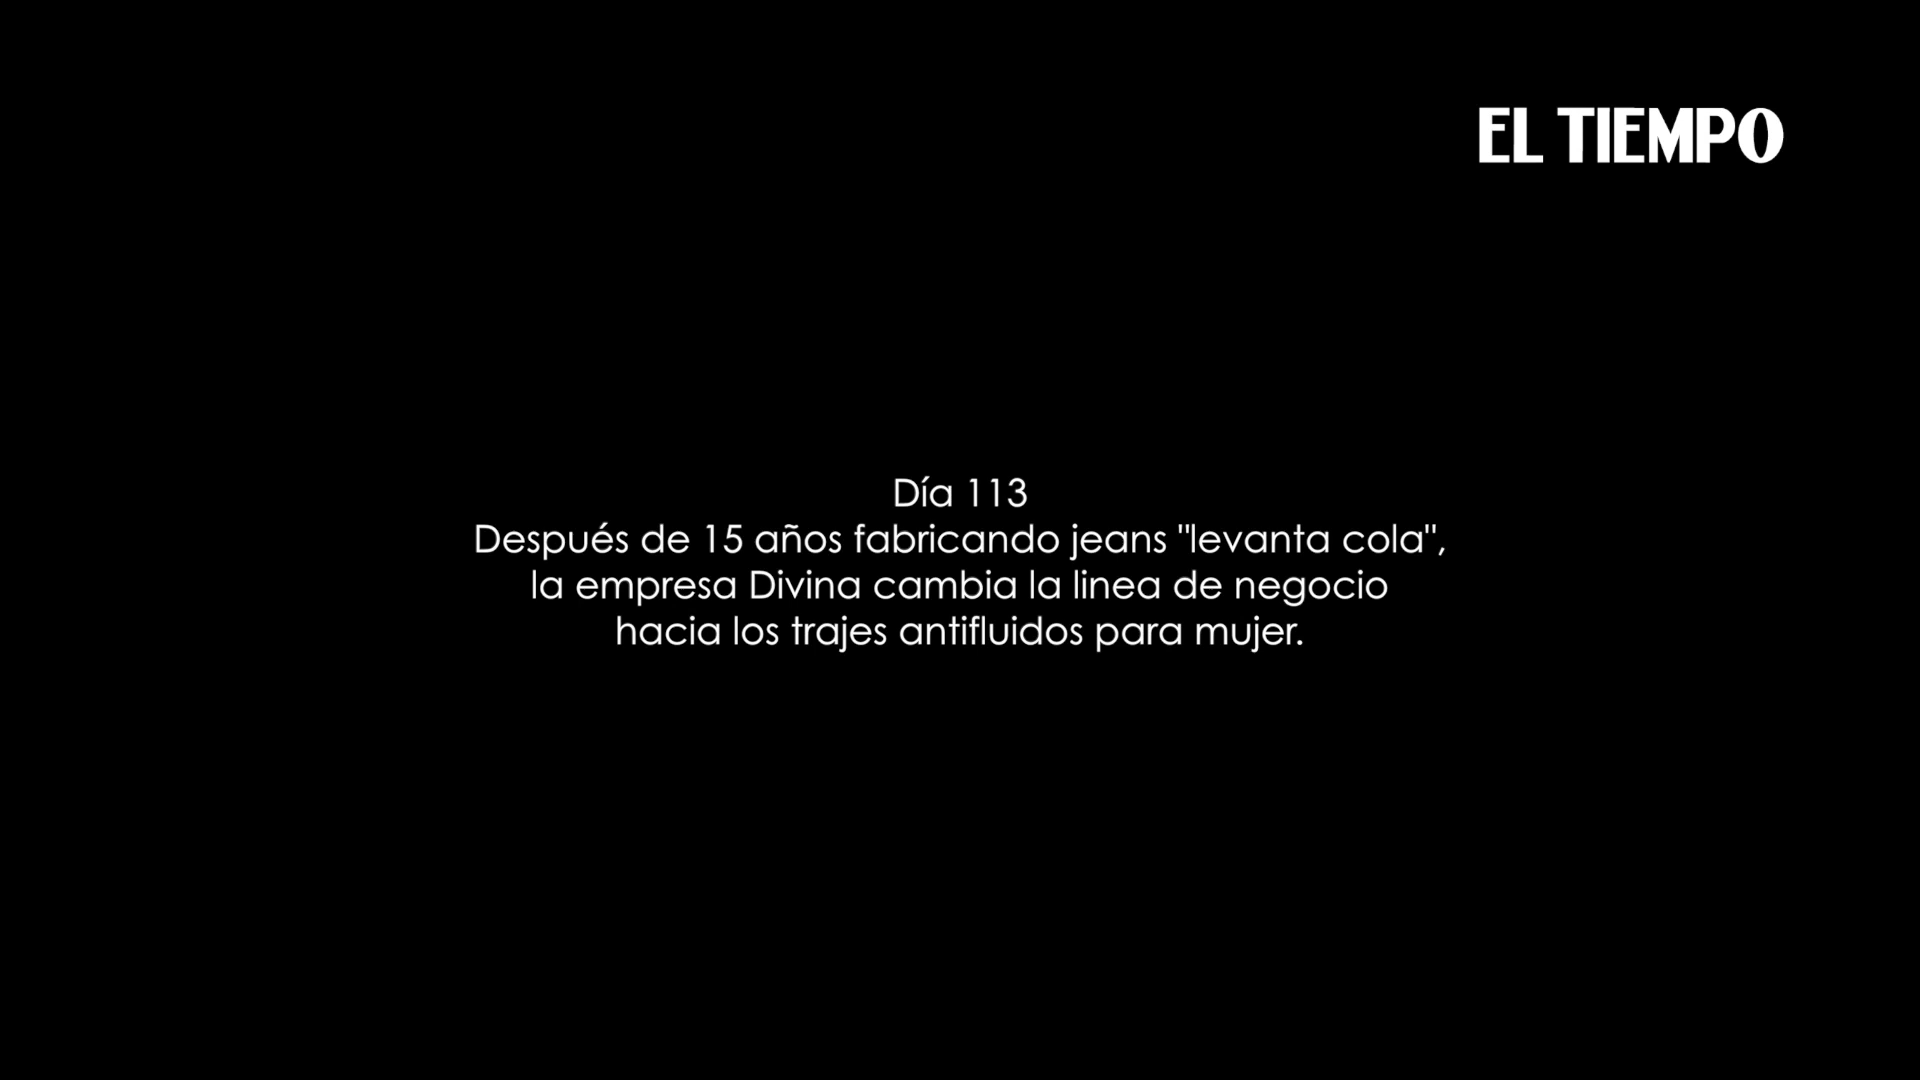 EL TIEMPO
Día 113
Después de 15 años fabricando jeans "levanta cola",
la empresa Divina cambia la linea de negocio
hacia los trajes antifluidos para mujer.